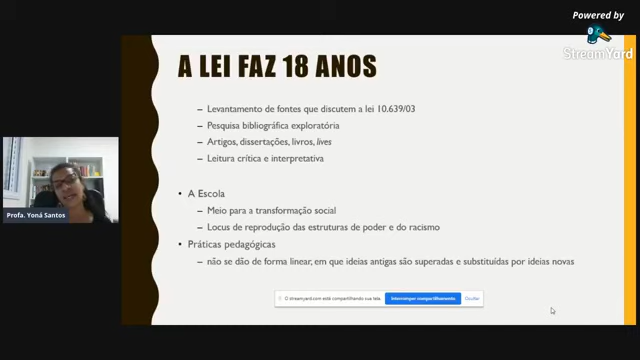 Powered by
StreamYard
A LEI FAZ 18 ANOS
– Levantamento de fontes que discutem a lei 10.639/03
– Pesquisa bibliográfica exploratória
– Artigos, dissertações, livros, lives
– Leitura crítica e interpretativa
• A Escola
– Meio para a transformação social
– Locus de reprodução das estruturas de poder e do racismo
• Práticas pedagógicas
– não se dão de forma linear, em que ideias antigas são superadas e substituídas por ideias novas
Profa. Yoná Santos
O streamyard.com está compartilhando sua tela.
Interromper compartilhamento
Ocultar